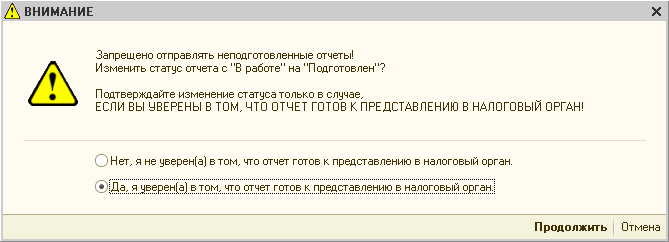 ВНИМАНИЕ
Запрещено отправлять неподготовленные отчеты!
Изменить статус отчета с "В работе" на "Подготовлен"?
Подтверждайте изменение статуса только в случае,
ЕСЛИ ВЫ УВЕРЕНЫ В ТОМ, ЧТО ОТЧЕТ ГОТОВ К ПРЕДСТАВЛЕНИЮ В НАЛОГОВЫЙ ОРГАН!
Нет, я не уверен(а) в том, что отчет готов к представлению в налоговый орган.
Да, я уверен(а) в том, что отчет готов к представлению в налоговый орган.
Продолжить Отмена